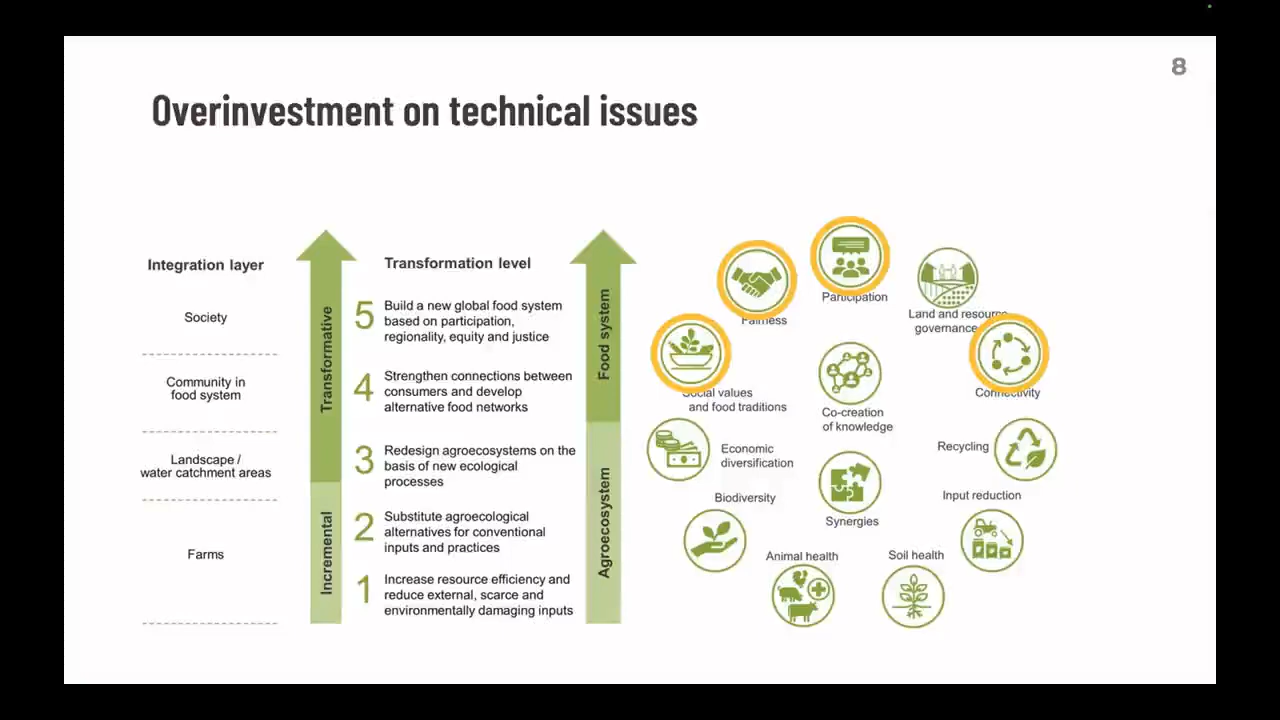 8
Overinvestment on technical issues
Integration layer
Society
Community in
food system
Landscape /
water catchment areas
Farms
Transformative
Incremental
Transformation level
5
Build a new global food system
based on participation,
regionality, equity and justice
4
Strengthen connections between
consumers and develop
alternative food networks
3
Redesign agroecosystems on the
basis of new ecological
processes
2
Substitute agroecological
alternatives for conventional
inputs and practices
1
Increase resource efficiency and
reduce external, scarce and
environmentally damaging inputs
Food system
Agroecosystem
Participation
Fairness
Land and resource
governance
Social values
and food traditions
Connectivity
Co-creation
of knowledge
Economic
diversification
Recycling
Biodiversity
Input reduction
Synergies
Animal health
Soil health